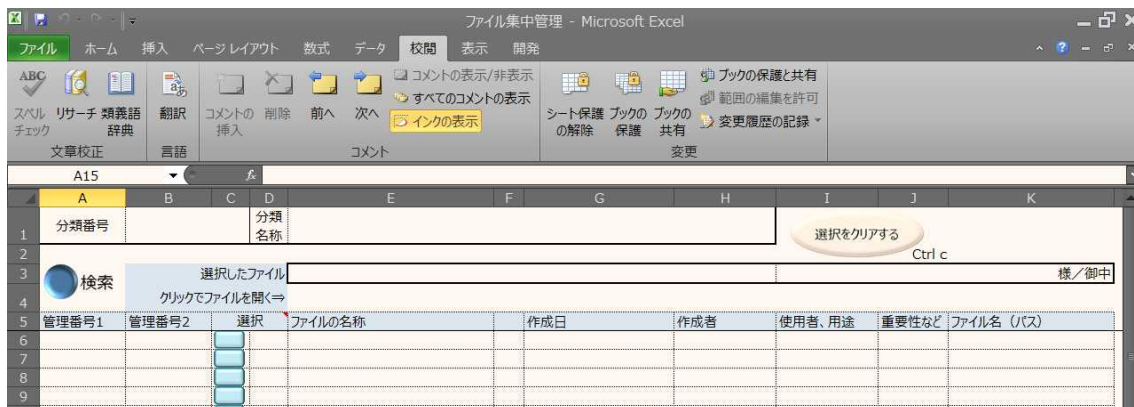 ファイル集中管理 - Microsoft Excel
ファイル ホーム 挿入 ページ レイアウト 数式 データ 校閲 表示 開発
ABC
スペル チェック リサーチ 類義語 辞典 翻訳 コメントの 挿入 削除 前へ 次へ
コメントの表示/非表示
すべてのコメントの表示
インクの表示
シート保護 の解除 ブックの 保護 ブックの 共有
ブックの保護と共有
範囲の編集を許可
変更履歴の記録
文章校正 言語 コメント 変更
A15 fx
A B C D E F G H I J K
1 分類番号 分類 名称 選択をクリアする
2 Ctrl c
3 検索 選択したファイル 様／御中
4 クリックでファイルを開く⇒
5 管理番号1 管理番号2 選択 ファイルの名称 作成日 作成者 使用者、用途 重要性など ファイル名（パス）
6
7
8
9